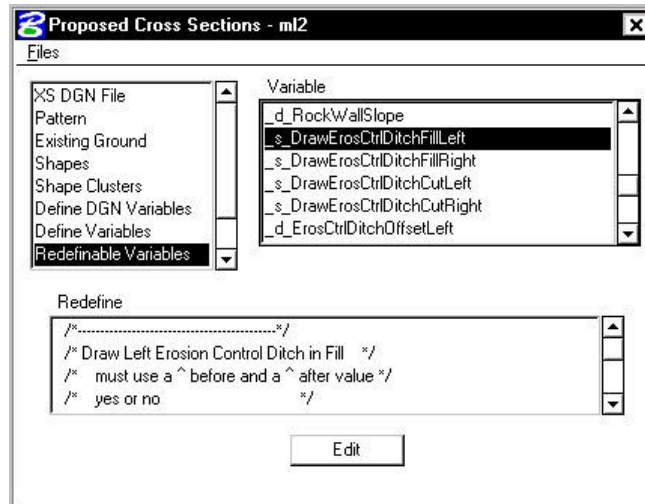 Proposed Cross Sections - ml2
Files
XS DGN File
Pattern
Existing Ground
Shapes
Shape Clusters
Define DGN Variables
Define Variables
Redefinable Variables
Variable
_d_RockWallSlope
_s_DrawErosCtrlDitchFillLeft
_s_DrawErosCtrlDitchFillRight
_s_DrawErosCtrlDitchCutLeft
_s_DrawErosCtrlDitchCutRight
_d_ErosCtrlDitchOffsetLeft
Redefine
/*------------------------------------------*/
/* Draw Left Erosion Control Ditch in Fill */
/* must use a ^ before and a ^ after value */
/* yes or no */
Edit